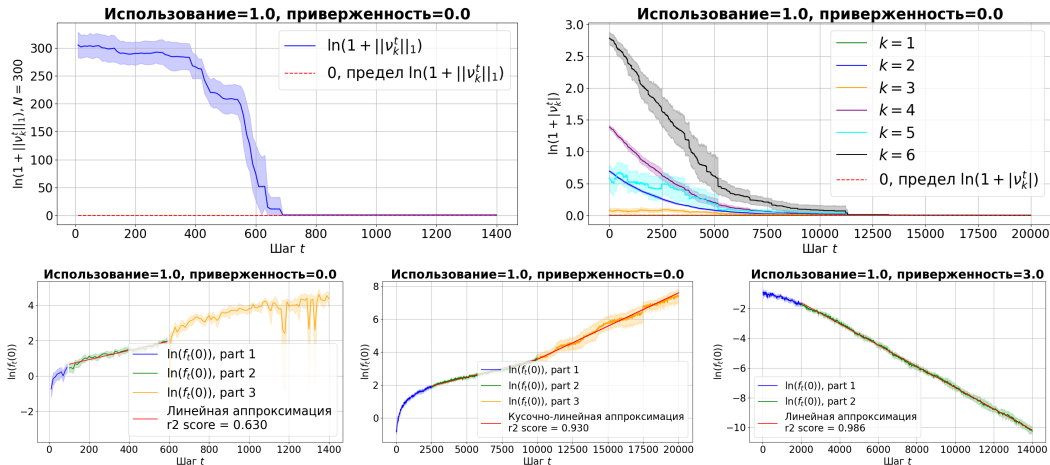 Использование=1.0, приверженность=0.0
ln(1 + ||ν_k^t||_1), N = 300
300
250
200
150
100
50
0
ln(1 + ||ν_k^t||_1)
0, предел ln(1 + ||ν_k^t||_1)
0 200 400 600 800 1000 1200 1400
Шаг t
Использование=1.0, приверженность=0.0
ln(1 + |ν_k^t|)
3.0
2.5
2.0
1.5
1.0
0.5
0.0
k = 1
k = 2
k = 3
k = 4
k = 5
k = 6
0, предел ln(1 + |ν_k^t|)
0 2500 5000 7500 10000 12500 15000 17500 20000
Шаг t
Использование=1.0, приверженность=0.0
ln(f_t(0))
4
2
0
−2
ln(f_t(0)), part 1
ln(f_t(0)), part 2
ln(f_t(0)), part 3
Линейная аппроксимация
r2 score = 0.630
0 200 400 600 800 1000 1200 1400
Шаг t
Использование=1.0, приверженность=0.0
ln(f_t(0))
8
6
4
2
0
ln(f_t(0)), part 1
ln(f_t(0)), part 2
ln(f_t(0)), part 3
Кусочно-линейная аппроксимация
r2 score = 0.930
0 2500 5000 7500 10000 12500 15000 17500 20000
Шаг t
Использование=1.0, приверженность=3.0
ln(f_t(0))
−2
−4
−6
−8
−10
ln(f_t(0)), part 1
ln(f_t(0)), part 2
Линейная аппроксимация
r2 score = 0.986
0 2000 4000 6000 8000 10000 12000 14000
Шаг t